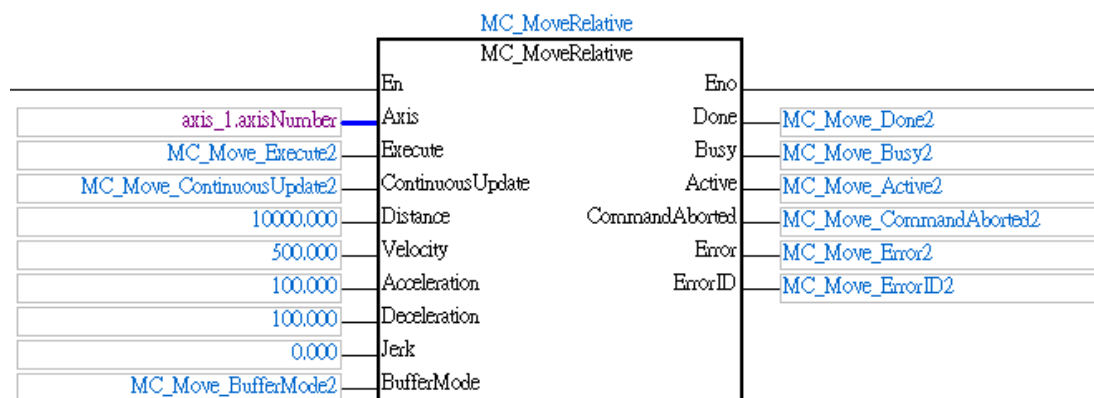 MC_MoveRelative
MC_MoveRelative
En Eno
axis_1.axisNumber Axis Done MC_Move_Done2
MC_Move_Execute2 Execute Busy MC_Move_Busy2
MC_Move_ContinuousUpdate2 ContinuousUpdate Active MC_Move_Active2
10000.000 Distance CommandAborted MC_Move_CommandAborted2
500.000 Velocity Error MC_Move_Error2
100.000 Acceleration ErrorID MC_Move_ErrorID2
100.000 Deceleration
0.000 Jerk
MC_Move_BufferMode2 BufferMode